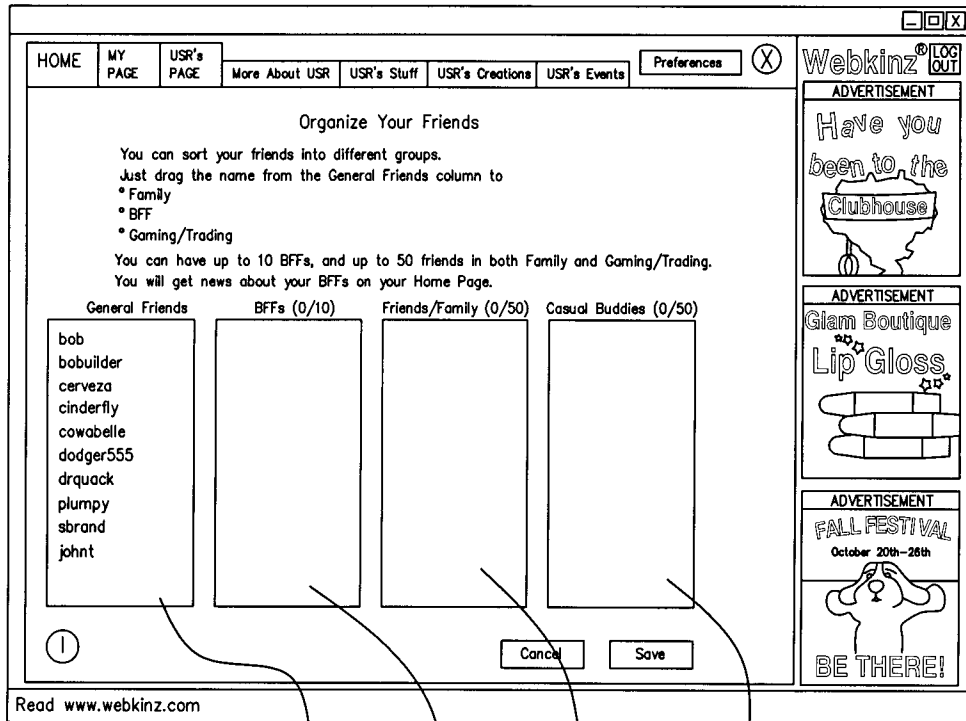 HOME
MY PAGE
USR's PAGE
More About USR
USR's Stuff
USR's Creations
USR's Events
Preferences
X
Organize Your Friends
You can sort your friends into different groups.
Just drag the name from the General Friends column to
° Family
° BFF
° Gaming/Trading
You can have up to 10 BFFs, and up to 50 friends in both Family and Gaming/Trading.
You will get news about your BFFs on your Home Page.
General Friends
BFFs (0/10)
Friends/Family (0/50)
Casual Buddies (0/50)
bob
bobuilder
cerveza
cinderfly
cowabelle
dodger555
drquack
plumpy
sbrand
johnt
Cancel
Save
Webkinz®
LOG OUT
ADVERTISEMENT
Have you
been to the
Clubhouse
ADVERTISEMENT
Glam Boutique
Lip Gloss
ADVERTISEMENT
FALL FESTIVAL
October 20th-26th
BE THERE!
Read www.webkinz.com